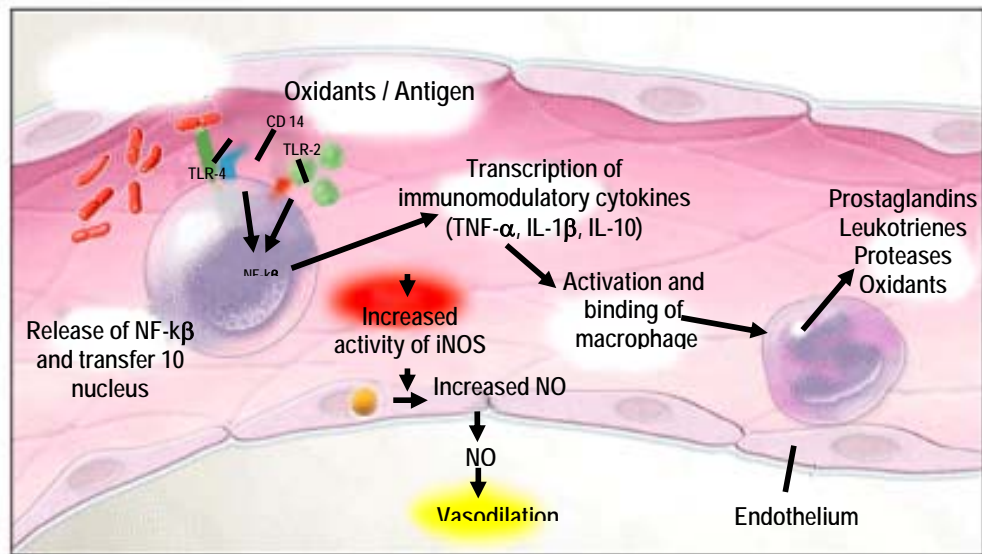 Oxidants / Antigen
CD 14
TLR-2
TLR-4
NF-kβ
Transcription of
immunomodulatory cytokines
(TNF-α, IL-1β, IL-10)
Prostaglandins
Leukotrienes
Proteases
Oxidants
Activation and
binding of
macrophage
Release of NF-kβ
and transfer 10
nucleus
Increased
activity of iNOS
Increased NO
NO
Vasodilation
Endothelium